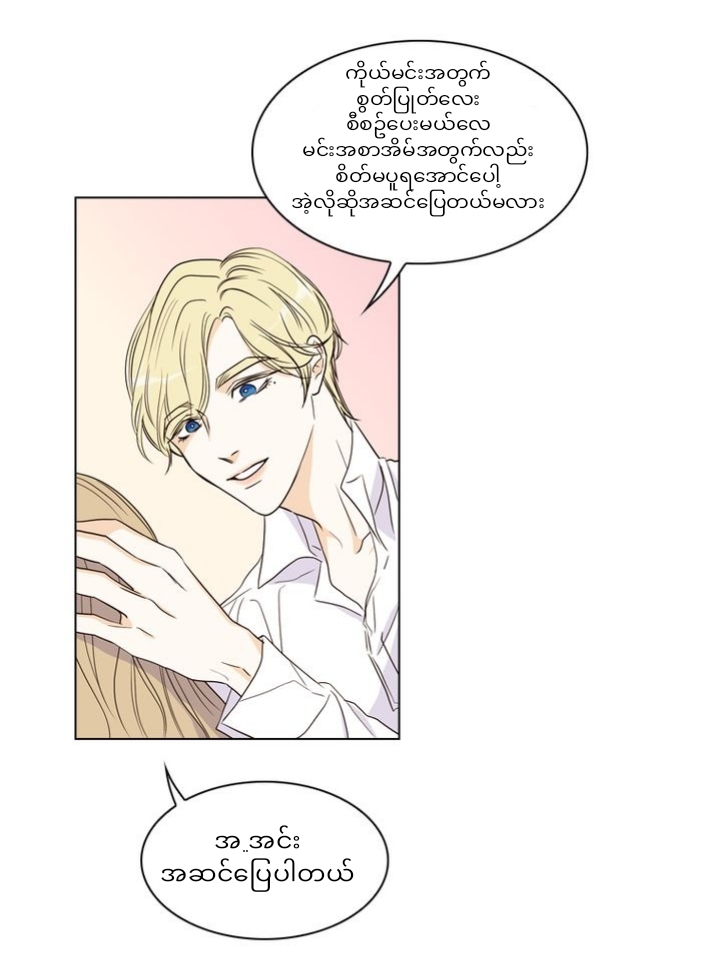 ကိုယ်မင်းအတွက်
စွတ်ပြုတ်လေး
စီစဉ်ပေးမယ်လေ
မင်းအစာအိမ်အတွက်လည်း
စိတ်မပူရအောင်ပေါ့
အဲ့လိုဆိုအဆင်ပြေတယ်မလား
အ..အင်း
အဆင်ပြေပါတယ်